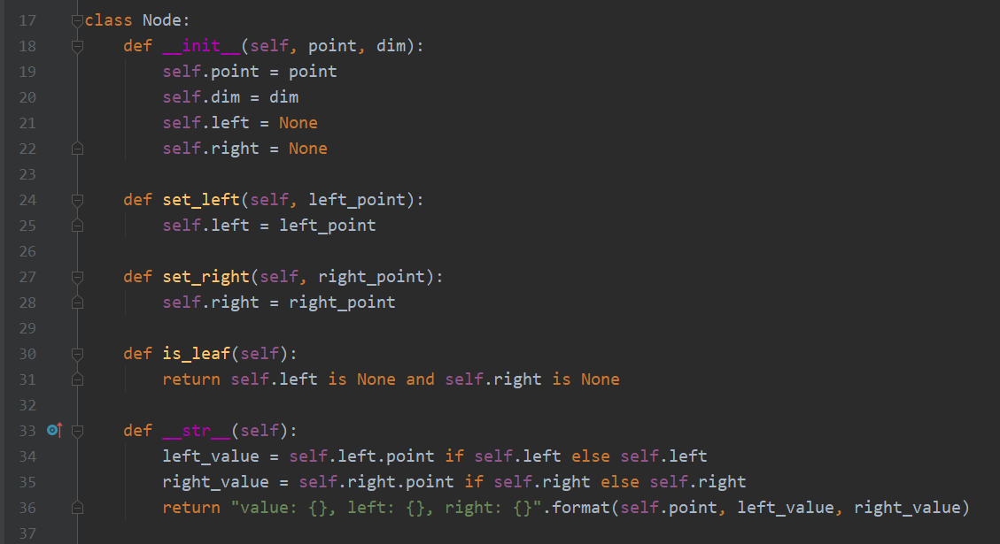 17 class Node:
18     def __init__(self, point, dim):
19         self.point = point
20         self.dim = dim
21         self.left = None
22         self.right = None
23
24     def set_left(self, left_point):
25         self.left = left_point
26
27     def set_right(self, right_point):
28         self.right = right_point
29
30     def is_leaf(self):
31         return self.left is None and self.right is None
32
33     def __str__(self):
34         left_value = self.left.point if self.left else self.left
35         right_value = self.right.point if self.right else self.right
36         return "value: {}, left: {}, right: {}".format(self.point, left_value, right_value)
37